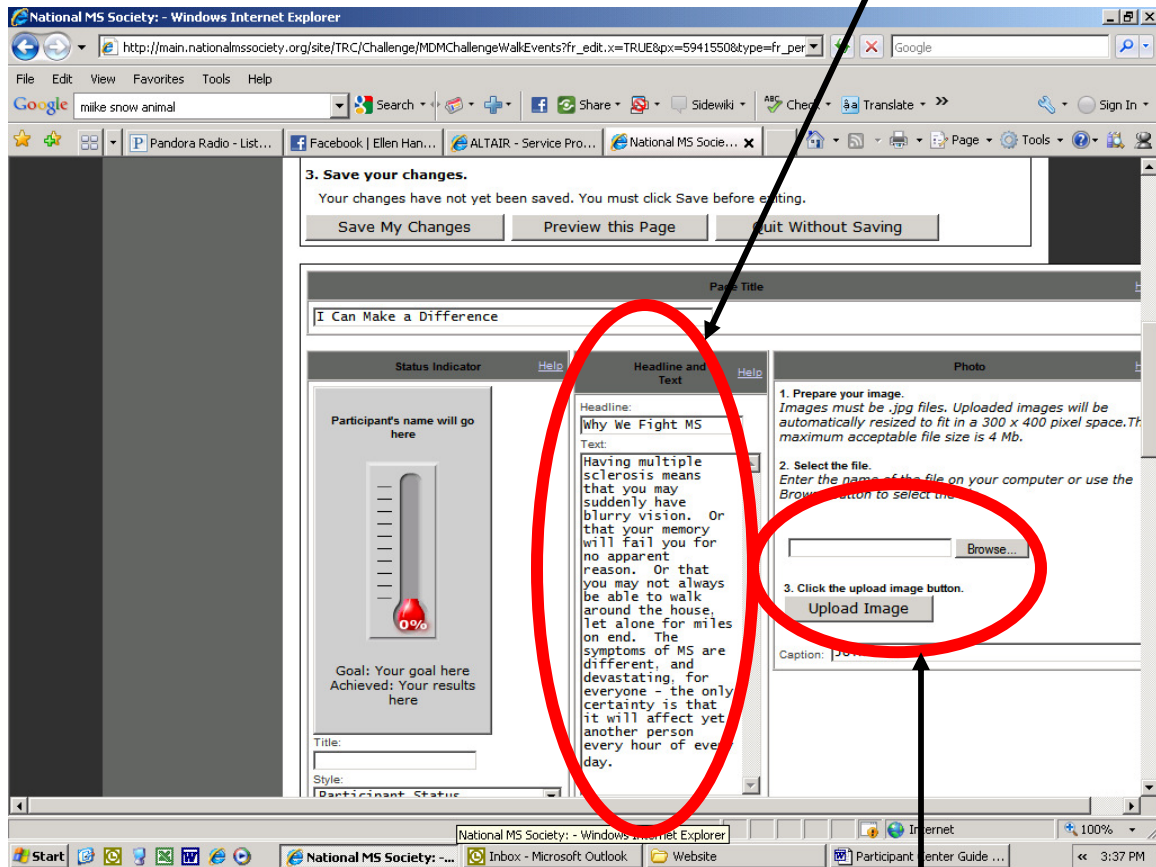 National MS Society: - Windows Internet Explorer
http://main.nationalmssociety.org/site/TRC/Challenge/MDMChallengeWalkEvents?fr_edit.x=TRUE&px=5941550&type=fr_per
Google
File Edit View Favorites Tools Help
Google miike snow animal Search Share Sidewiki Check Translate Sign In
Pandora Radio - List... Facebook | Ellen Han... ALTAIR - Service Pro... National MS Socie... Page Tools
3. Save your changes.
Your changes have not yet been saved. You must click Save before exiting.
Save My Changes Preview this Page Quit Without Saving
Page Title
I Can Make a Difference
Status Indicator Help
Participant's name will go
here
0%
Goal: Your goal here
Achieved: Your results
here
Title:
Style:
Participant Status
Headline and
Text
Help
Headline:
Why We Fight MS
Text:
Having multiple
sclerosis means
that you may
suddenly have
blurry vision. Or
that your memory
will fail you for
no apparent
reason. Or that
you may not always
be able to walk
around the house,
let alone for miles
on end. The
symptoms of MS are
different, and
devastating, for
everyone - the only
certainty is that
it will affect yet
another person
every hour of every
day.
Photo
1. Prepare your image.
Images must be .jpg files. Uploaded images will be
automatically resized to fit in a 300 x 400 pixel space.
maximum acceptable file size is 4 Mb.
2. Select the file.
Enter the name of the file on your computer or use the
Browse button to select the
Browse...
3. Click the upload image button.
Upload Image
Caption:
National MS Society: - Windows Internet Explorer
Internet 100%
Start National MS Society: -... Inbox - Microsoft Outlook Website Participant Center Guide ... 3:37 PM